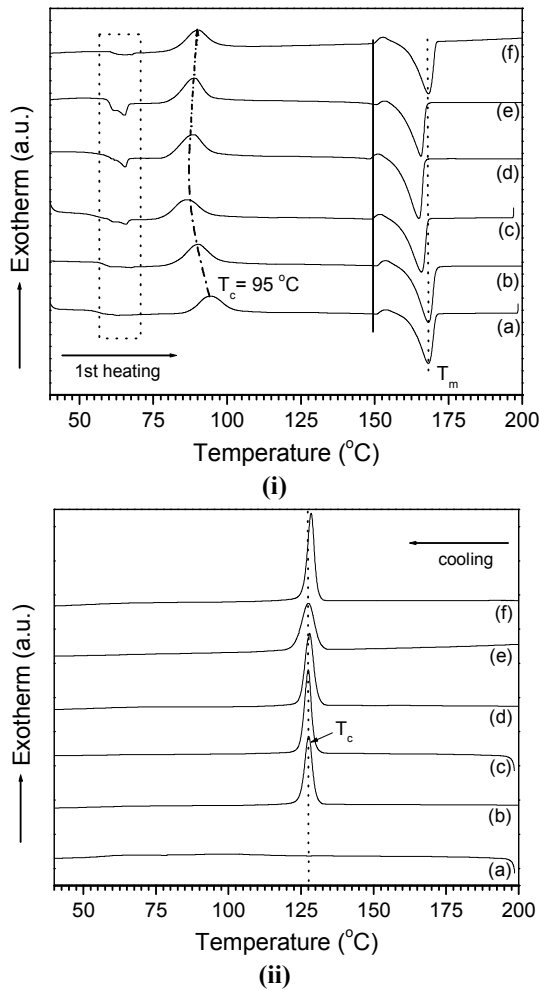 Exotherm (a.u.)
(f)
(e)
(d)
(c)
(b)
(a)
T_c = 95 °C
1st heating
T_m
50 75 100 125 150 175 200
Temperature (°C)
(i)
Exotherm (a.u.)
cooling
(f)
(e)
(d)
T_c
(c)
(b)
(a)
50 75 100 125 150 175 200
Temperature (°C)
(ii)